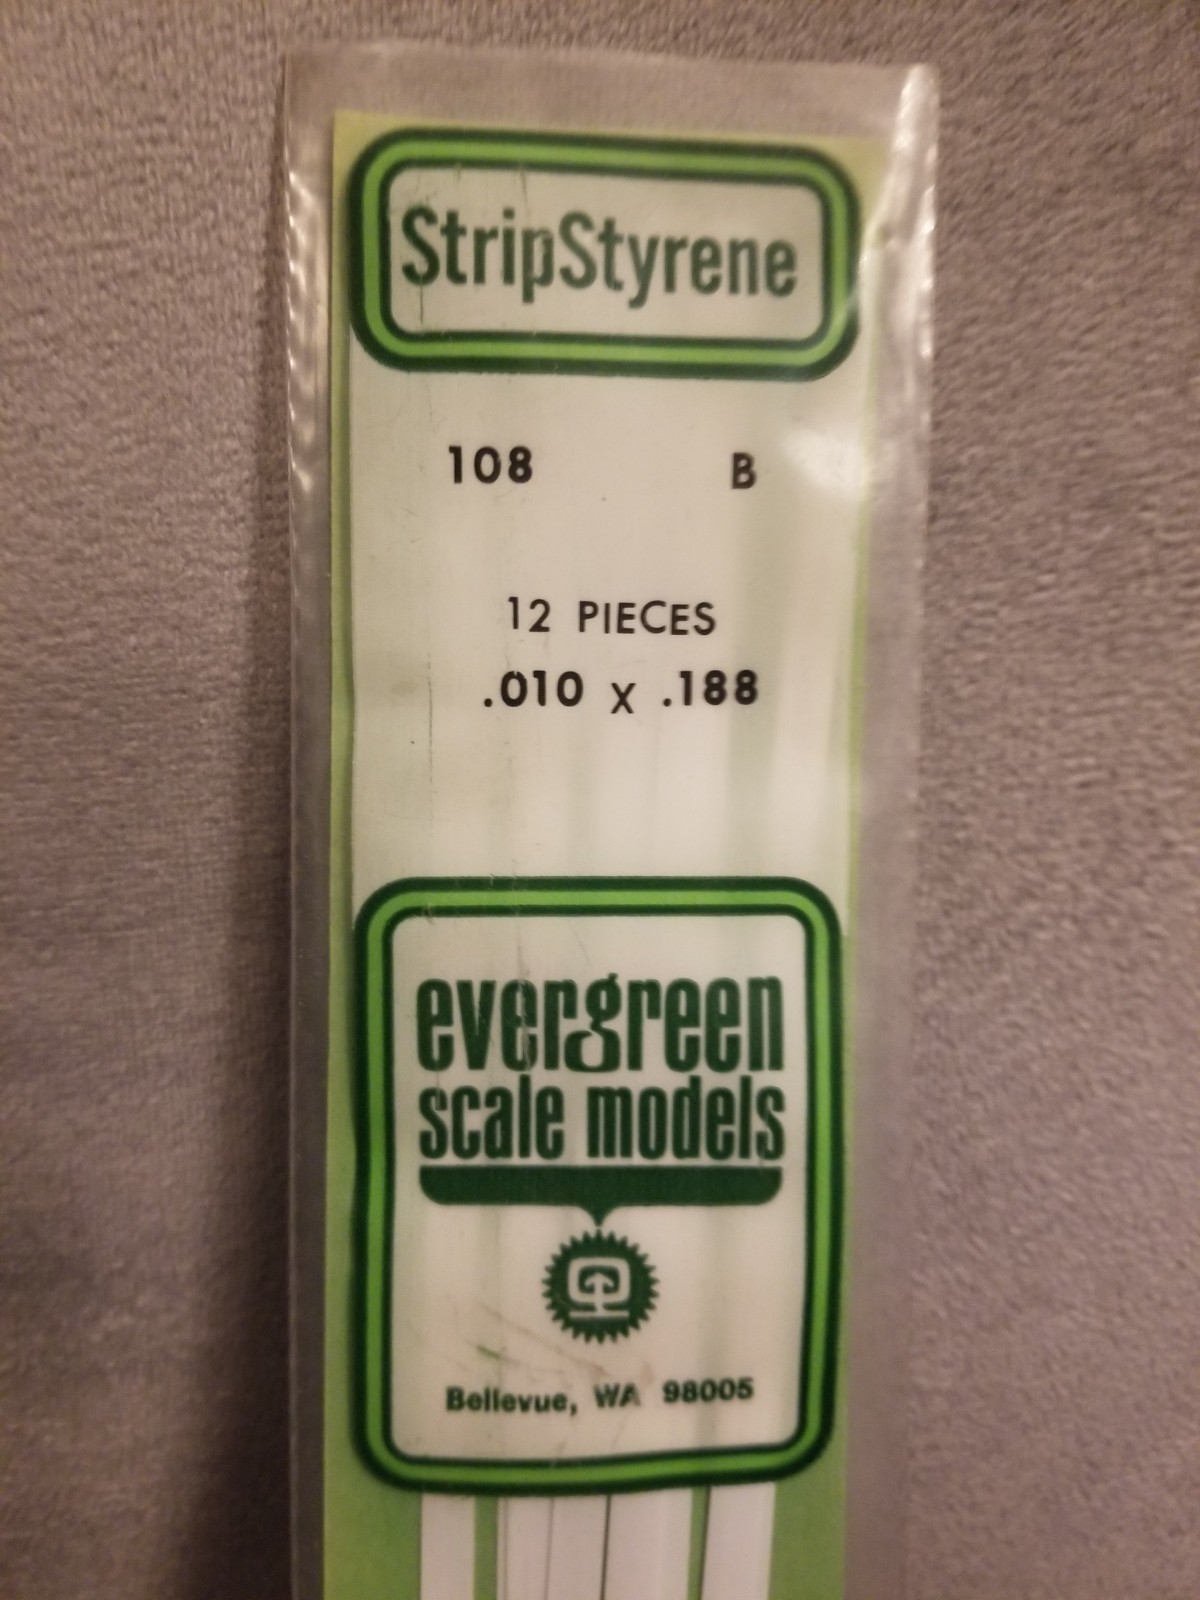 StripStyrene
108 B
12 PIECES
.010 x .188
evergreen
scale models
Bellevue, WA 98005